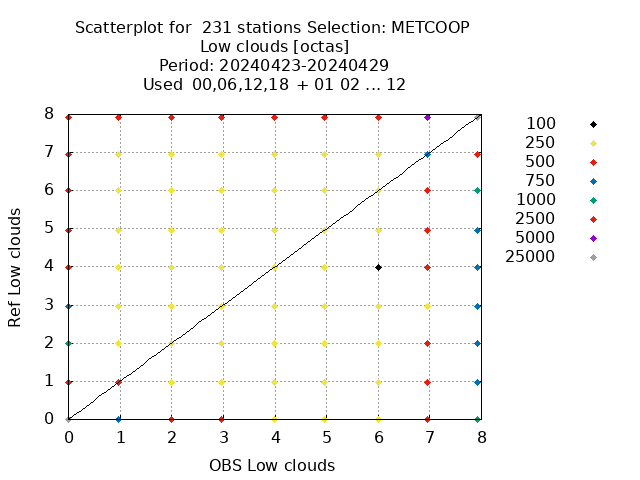 Scatterplot for  231 stations Selection: METCOOP
Low clouds [octas]
Period: 20240423-20240429
Used  00,06,12,18  + 01 02 ... 12
8
7
6
5
4
3
2
1
0
0 1 2 3 4 5 6 7 8
Ref Low clouds
OBS Low clouds
100
250
500
750
1000
2500
5000
25000